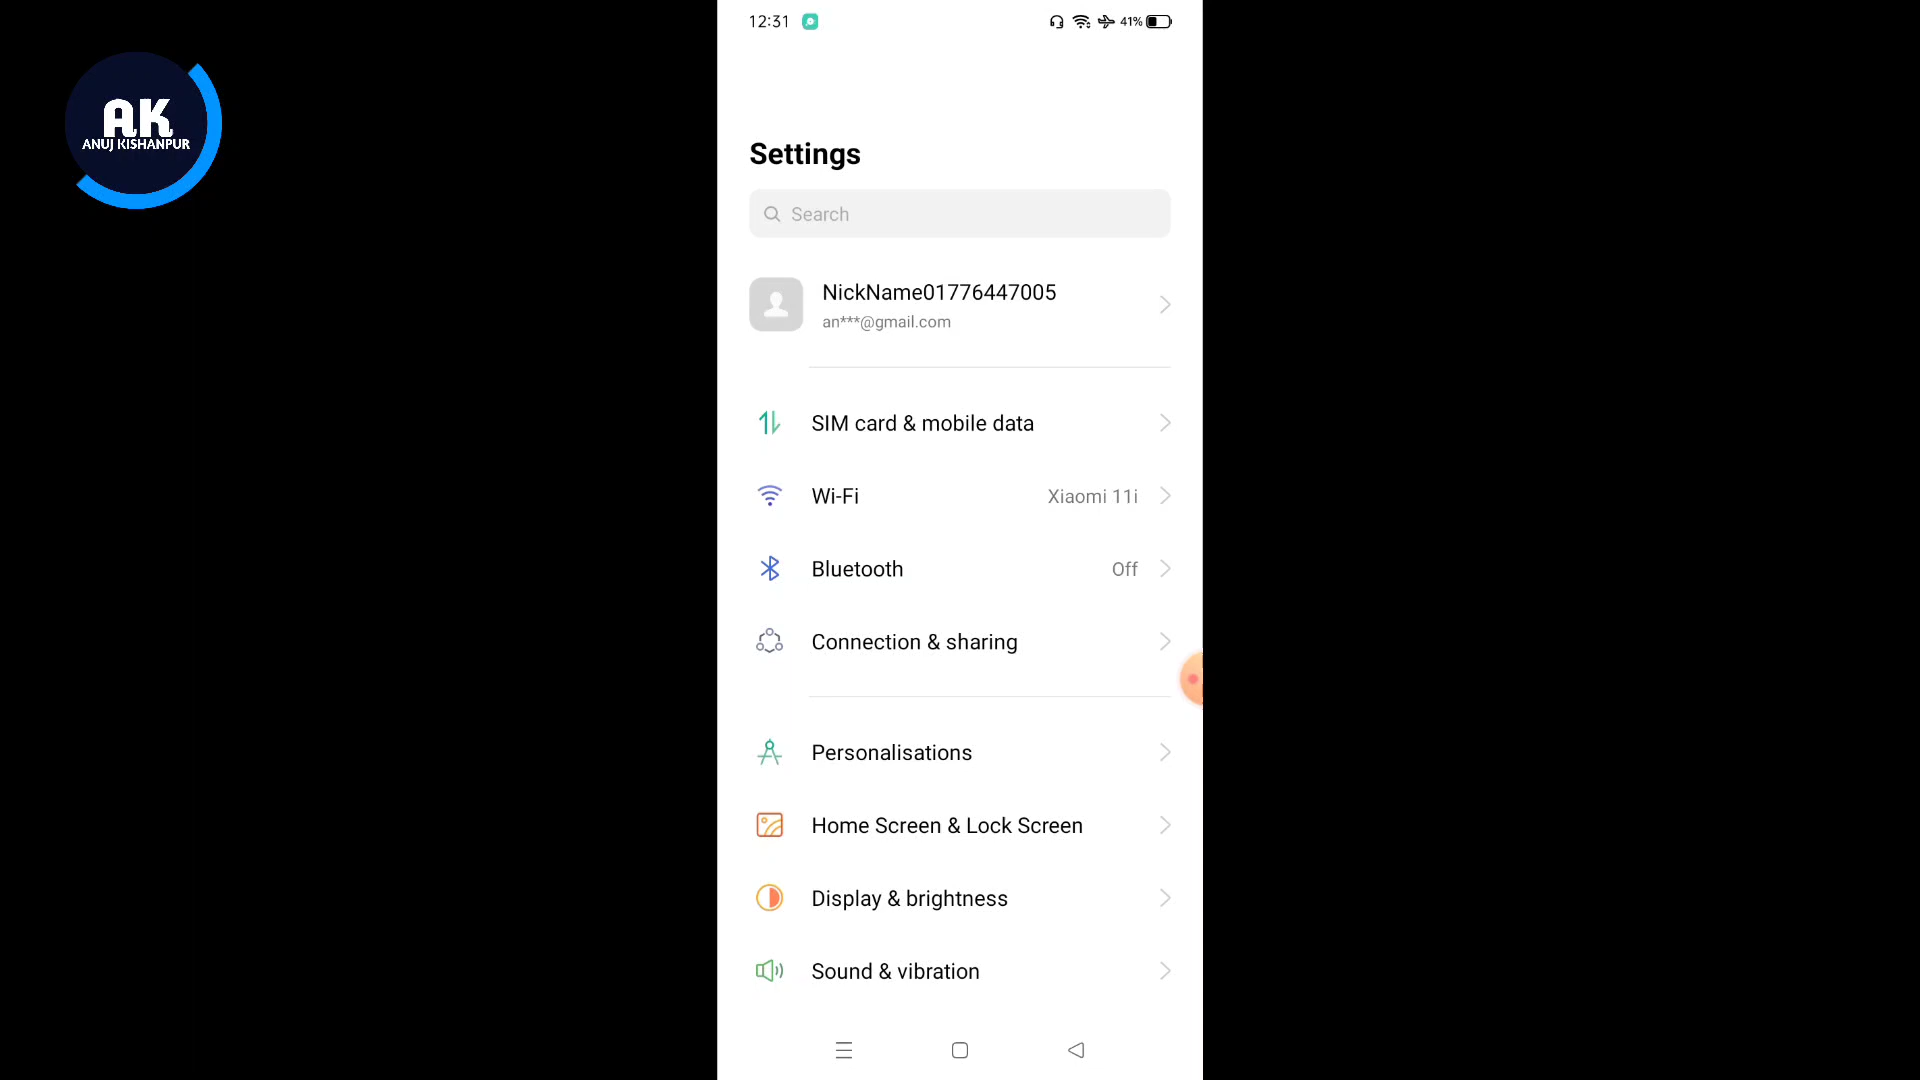 AK
ANUJ KISHANPUR
12:31
41%
Settings
Search
NickName01776447005
an***@gmail.com
SIM card & mobile data
Wi-Fi Xiaomi 11i
Bluetooth Off
Connection & sharing
Personalisations
Home Screen & Lock Screen
Display & brightness
Sound & vibration